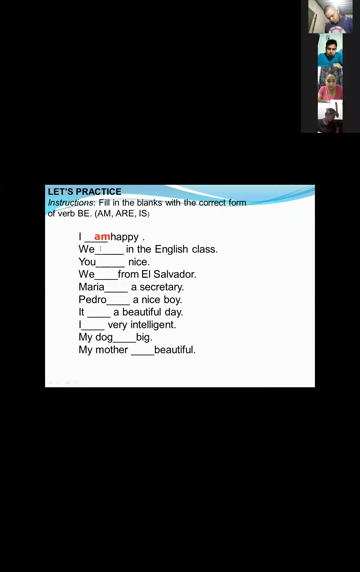 LET'S PRACTICE
Instructions: Fill in the blanks with the correct form
of verb BE. (AM, ARE, IS)
I __am__happy .
We_____ in the English class.
You_____ nice.
We____from El Salvador.
Maria____ a secretary.
Pedro____ a nice boy.
It ____ a beautiful day.
I____ very intelligent.
My dog____big.
My mother ____beautiful.